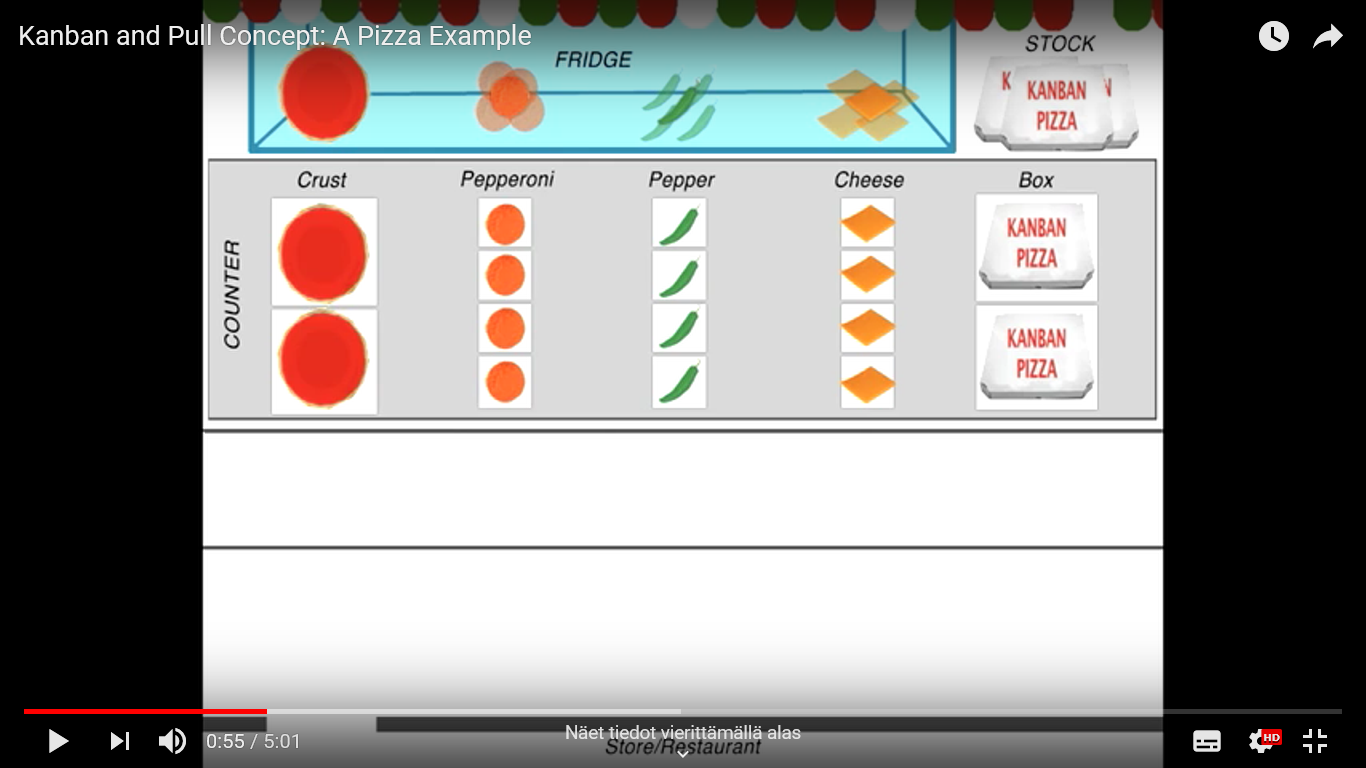 Kanban and Pull Concept: A Pizza Example
FRIDGE
STOCK
K
KANBAN
PIZZA
N
Crust
Pepperoni
Pepper
Cheese
Box
COUNTER
KANBAN
PIZZA
KANBAN
PIZZA
0:55 / 5:01
Näet tiedot vierittämällä alas
Store/Restaurant
HD